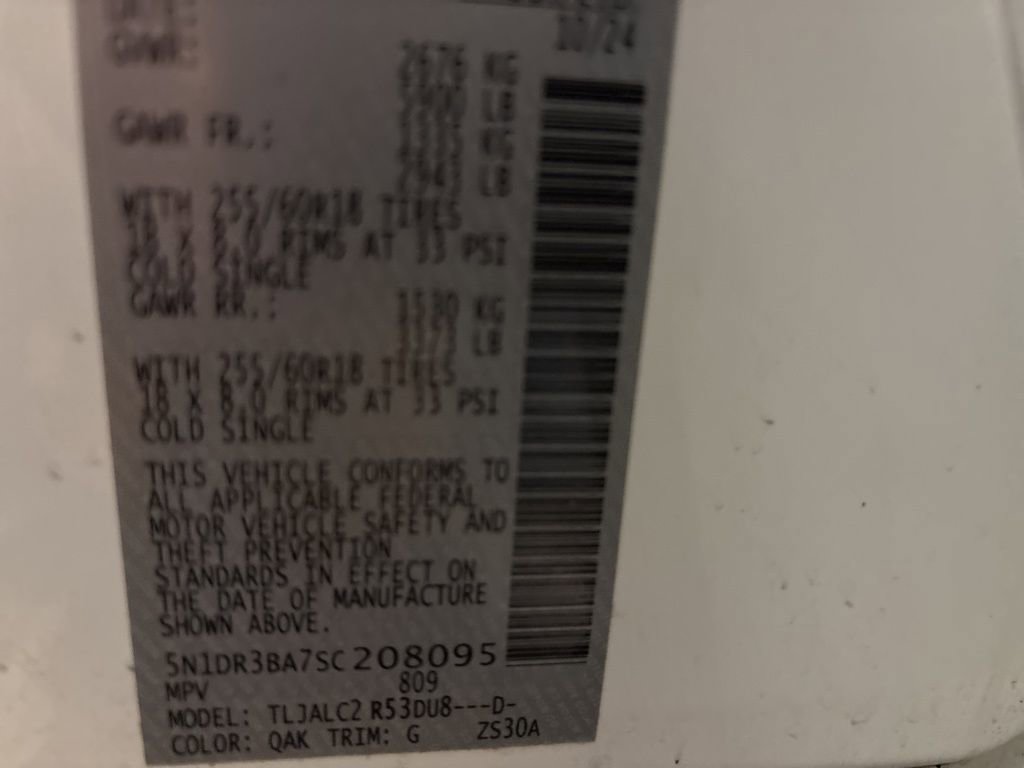 DATE:
10/24
GVWR:
2676 KG
5900 LB
GAWR FR.:
1335 KG
2943 LB
WITH 255/60R18 TIRES
18 X 8.0 RIMS AT 33 PSI
COLD SINGLE
GAWR RR.:
1530 KG
3373 LB
WITH 255/60R18 TIRES
18 X 8.0 RIMS AT 33 PSI
COLD SINGLE
THIS VEHICLE CONFORMS TO
ALL APPLICABLE FEDERAL
MOTOR VEHICLE SAFETY AND
THEFT PREVENTION
STANDARDS IN EFFECT ON
THE DATE OF MANUFACTURE
SHOWN ABOVE.
5N1DR3BA7SC208095
MPV 809
MODEL: TLJALC2 R53DU8---D-
COLOR: QAK TRIM: G ZS30A